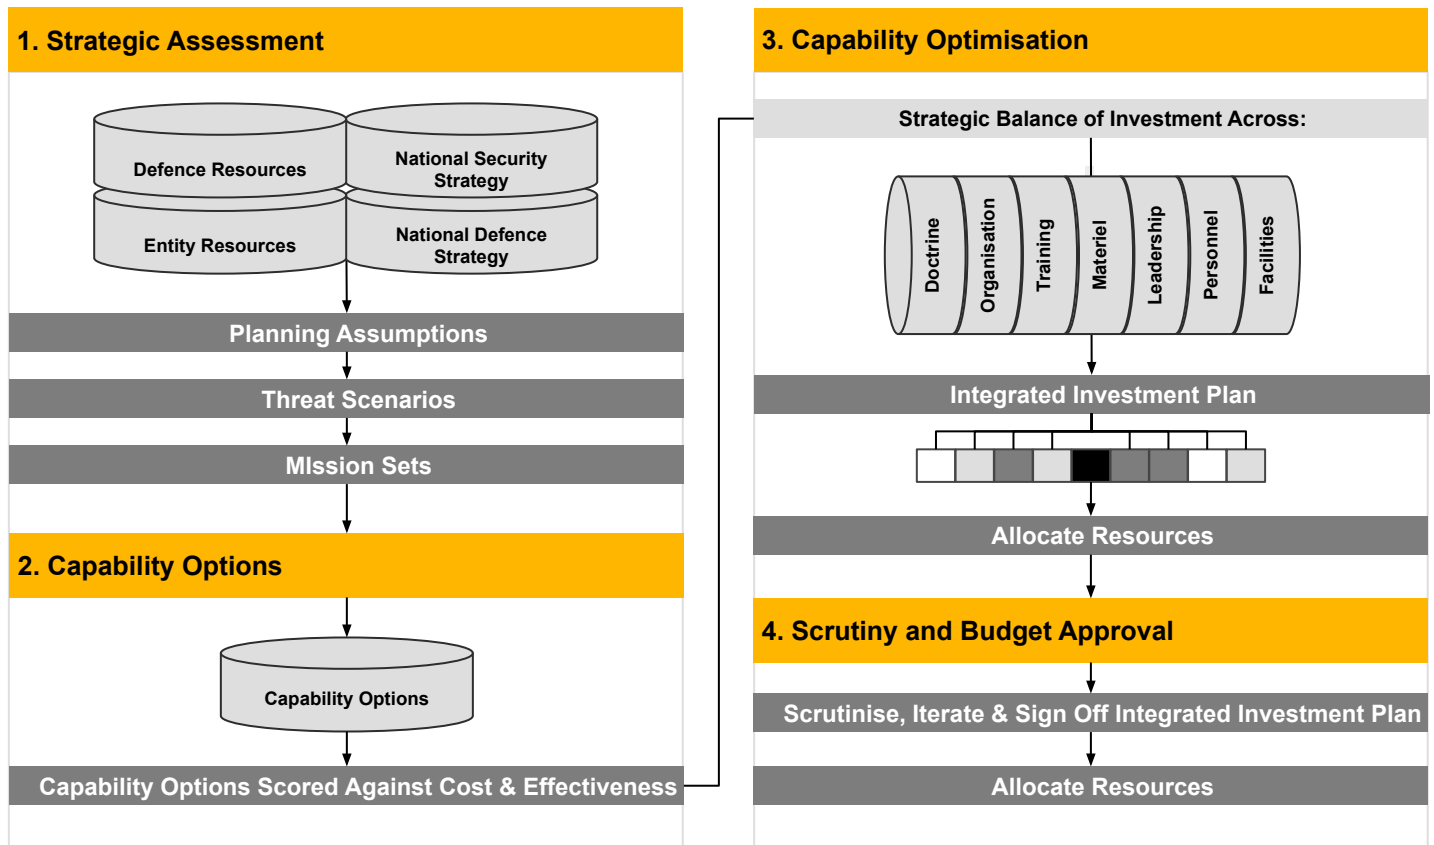 1. Strategic Assessment
Defence Resources
National Security
Strategy
Entity Resources
National Defence
Strategy
Planning Assumptions
Threat Scenarios
MIssion Sets
2. Capability Options
Capability Options
Capability Options Scored Against Cost & Effectiveness
3. Capability Optimisation
Strategic Balance of Investment Across:
Doctrine
Organisation
Training
Materiel
Leadership
Personnel
Facilities
Integrated Investment Plan
Allocate Resources
4. Scrutiny and Budget Approval
Scrutinise, Iterate & Sign Off Integrated Investment Plan
Allocate Resources